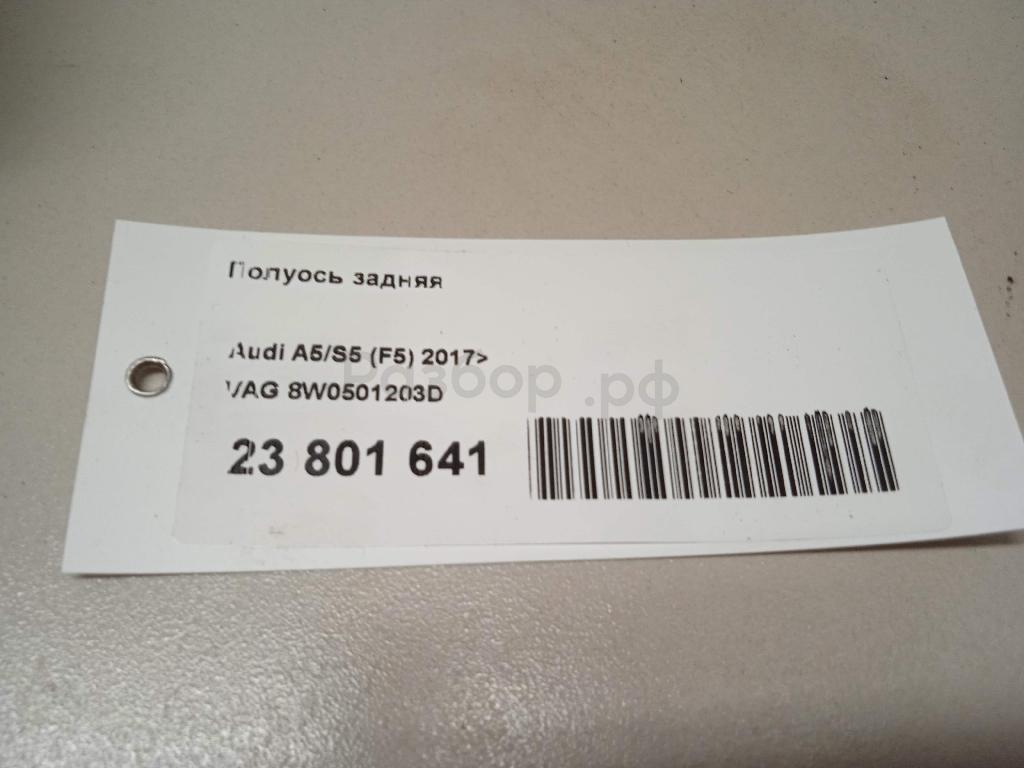 Полуось задняя
Audi A5/S5 (F5) 2017>
VAG 8W0501203D
Разбор.рф
23 801 641